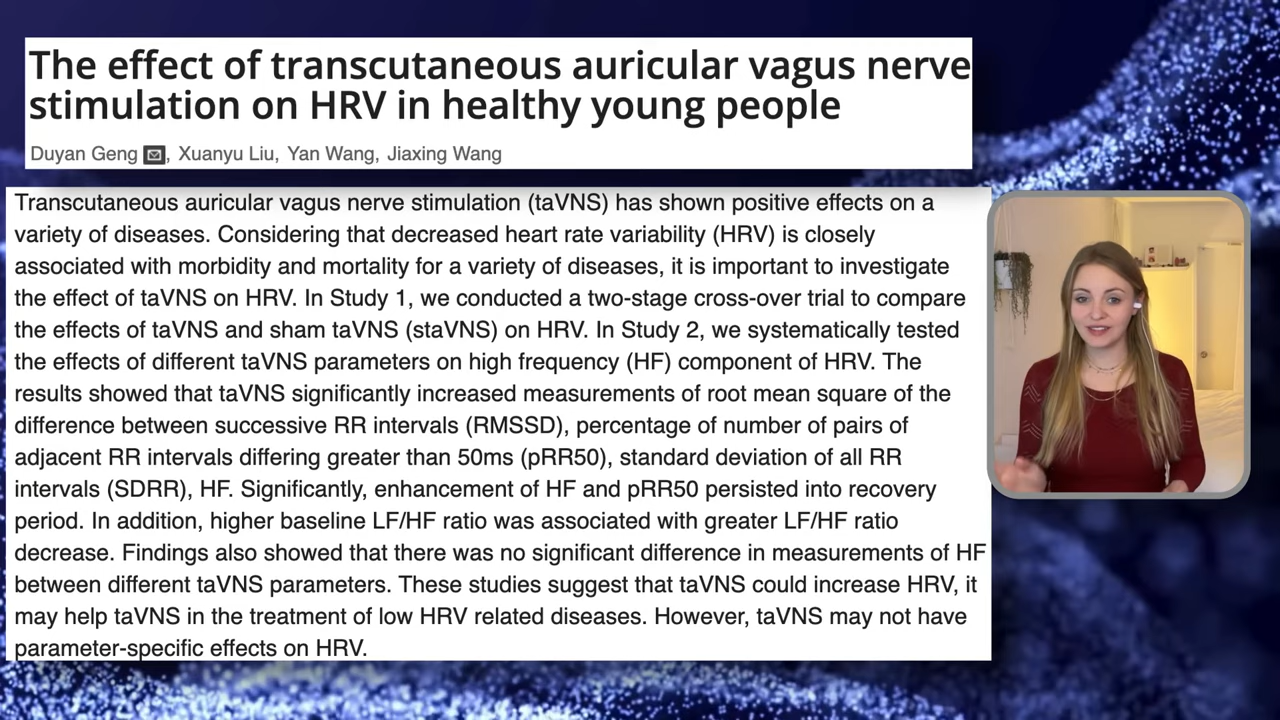 The effect of transcutaneous auricular vagus nerve
stimulation on HRV in healthy young people
Duyan Geng , Xuanyu Liu, Yan Wang, Jiaxing Wang
Transcutaneous auricular vagus nerve stimulation (taVNS) has shown positive effects on a
variety of diseases. Considering that decreased heart rate variability (HRV) is closely
associated with morbidity and mortality for a variety of diseases, it is important to investigate
the effect of taVNS on HRV. In Study 1, we conducted a two-stage cross-over trial to compare
the effects of taVNS and sham taVNS (staVNS) on HRV. In Study 2, we systematically tested
the effects of different taVNS parameters on high frequency (HF) component of HRV. The
results showed that taVNS significantly increased measurements of root mean square of the
difference between successive RR intervals (RMSSD), percentage of number of pairs of
adjacent RR intervals differing greater than 50ms (pRR50), standard deviation of all RR
intervals (SDRR), HF. Significantly, enhancement of HF and pRR50 persisted into recovery
period. In addition, higher baseline LF/HF ratio was associated with greater LF/HF ratio
decrease. Findings also showed that there was no significant difference in measurements of HF
between different taVNS parameters. These studies suggest that taVNS could increase HRV, it
may help taVNS in the treatment of low HRV related diseases. However, taVNS may not have
parameter-specific effects on HRV.